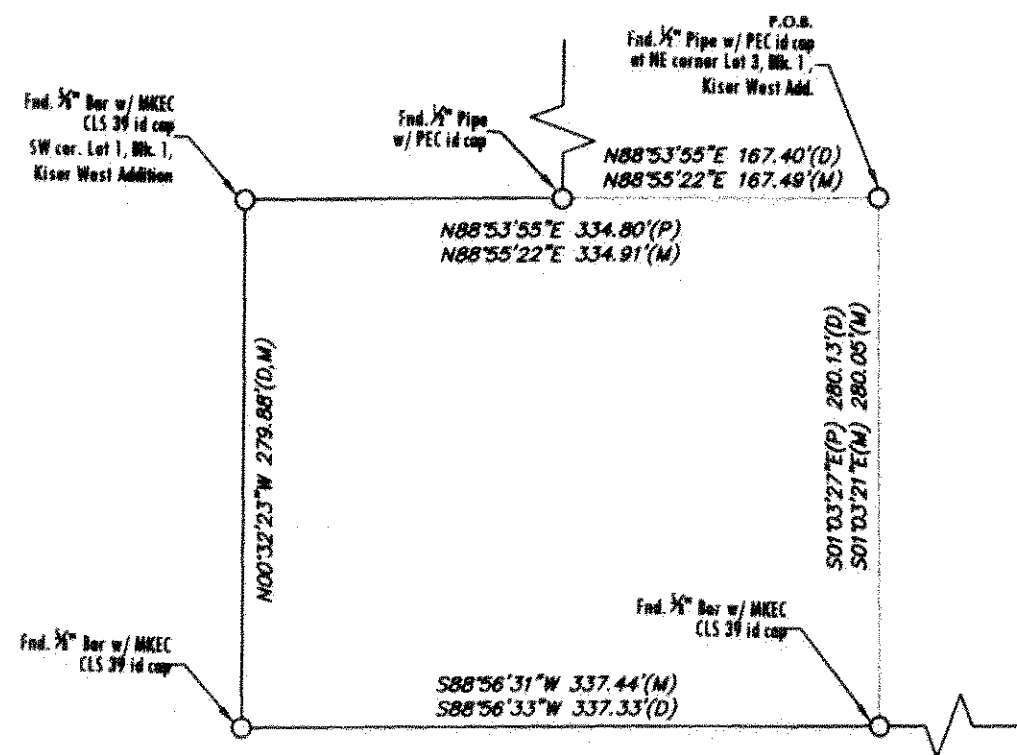 P.O.B.
Fnd. ½" Pipe w/ PEC id cap
at NE corner Lot 3, Blk. 1,
Kiser West Add.
Fnd. ⅝" Bar w/ MKEC
CLS 39 id cap
SW cor. Lot 1, Blk. 1,
Kiser West Addition
Fnd. ½" Pipe
w/ PEC id cap
N88°53'55"E 167.40'(D)
N88°55'22"E 167.49'(M)
N88°53'55"E 334.80'(P)
N88°55'22"E 334.91'(M)
N00°32'23"W 279.88'(D,M)
S01°03'27"E(P) 280.13'(D)
S01°03'21"E(M) 280.05'(M)
Fnd. ⅝" Bar w/ MKEC
CLS 39 id cap
Fnd. ⅝" Bar w/ MKEC
CLS 39 id cap
S88°56'31"W 337.44'(M)
S88°56'33"W 337.33'(D)